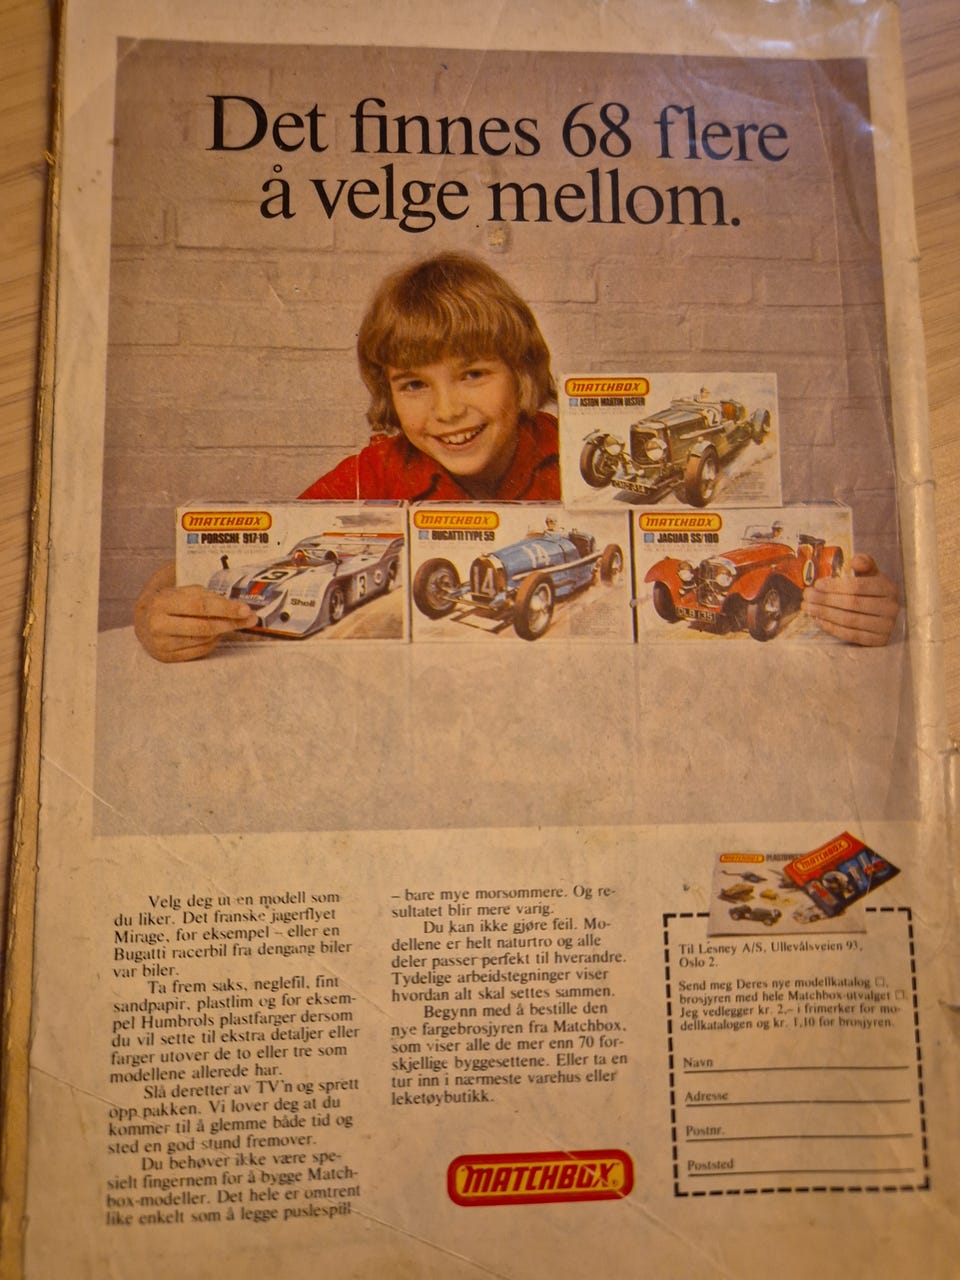 Det finnes 68 flere
å velge mellom.
MATCHBOX
ASTON MARTIN ULSTER
2
MATCHBOX
PORSCHE 917-10
3
3
Shell
MATCHBOX
BUGATTI TYPE 59
14
14
MATCHBOX
JAGUAR SS/100
4
Velg deg ut en modell som
du liker. Det franske jagerflyet
Mirage, for eksempel – eller en
Bugatti racerbil fra dengang biler
var biler.
Ta frem saks, neglefil, fint
sandpapir, plastlim og for eksem-
pel Humbrols plastfarger dersom
du vil sette til ekstra detaljer eller
farger utover de to eller tre som
modellene allerede har.
Slå deretter av TV'n og sprett
opp pakken. Vi lover deg at du
kommer til å glemme både tid og
sted en god stund fremover.
Du behøver ikke være spe-
sielt fingernem for å bygge Match-
box-modeller. Det hele er omtrent
like enkelt som å legge puslespill
– bare mye morsommere. Og re-
sultatet blir mere varig.
Du kan ikke gjøre feil. Mo-
dellene er helt naturtro og alle
deler passer perfekt til hverandre.
Tydelige arbeidstegninger viser
hvordan alt skal settes sammen.
Begynn med å bestille den
nye fargebrosjyren fra Matchbox,
som viser alle de mer enn 70 for-
skjellige byggesettene. Eller ta en
tur inn i nærmeste varehus eller
leketøybutikk.
MATCHBOX
MATCHBOX
MATCHBOX
Til Lesney A/S, Ullevålsveien 93,
Oslo 2.
Send meg Deres nye modellkatalog □,
brosjyren med hele Matchbox-utvalget □.
Jeg vedlegger kr. 2,– i frimerker for mo-
dellkatalogen og kr. 1,10 for brosjyren.
Navn
Adresse
Postnr.
Poststed